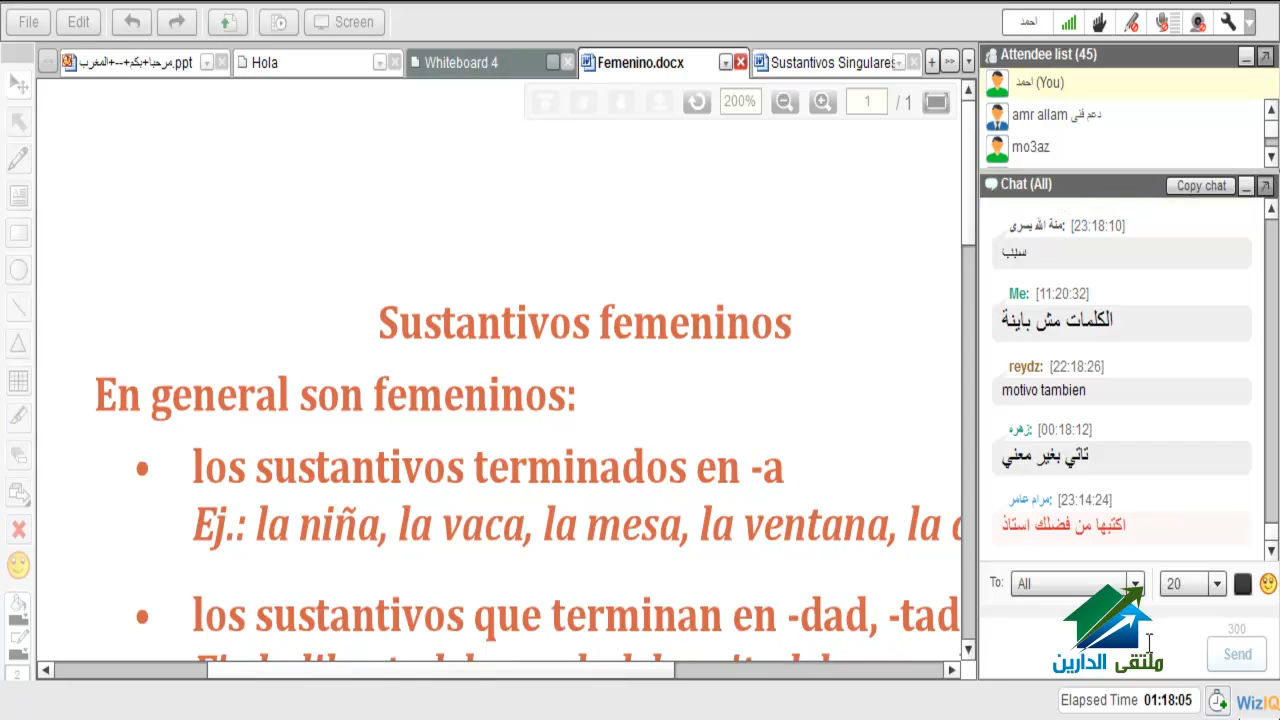 File Edit Screen احمد
مرحبا+بكم+--+المغرب.ppt Hola Whiteboard 4 Femenino.docx Sustantivos Singulares
200% 1 / 1
Sustantivos femeninos
En general son femeninos:
• los sustantivos terminados en -a
Ej.: la niña, la vaca, la mesa, la ventana, la
• los sustantivos que terminan en -dad, -tad
Attendee list (45)
احمد (You)
amr allam دعم فنى
mo3az
Chat (All) Copy chat
منة الله يسرى: [23:18:10]
سبب
Me: [11:20:32]
الكلمات مش باينة
reydz: [22:18:26]
motivo tambien
زهره: [00:18:12]
تاتي بغير معني
مرام عامر: [23:14:24]
اكتبها من فضلك استاذ
To: All 20
300
Send
ملتقى الدارين
2
Elapsed Time 01:18:05 WizIQ